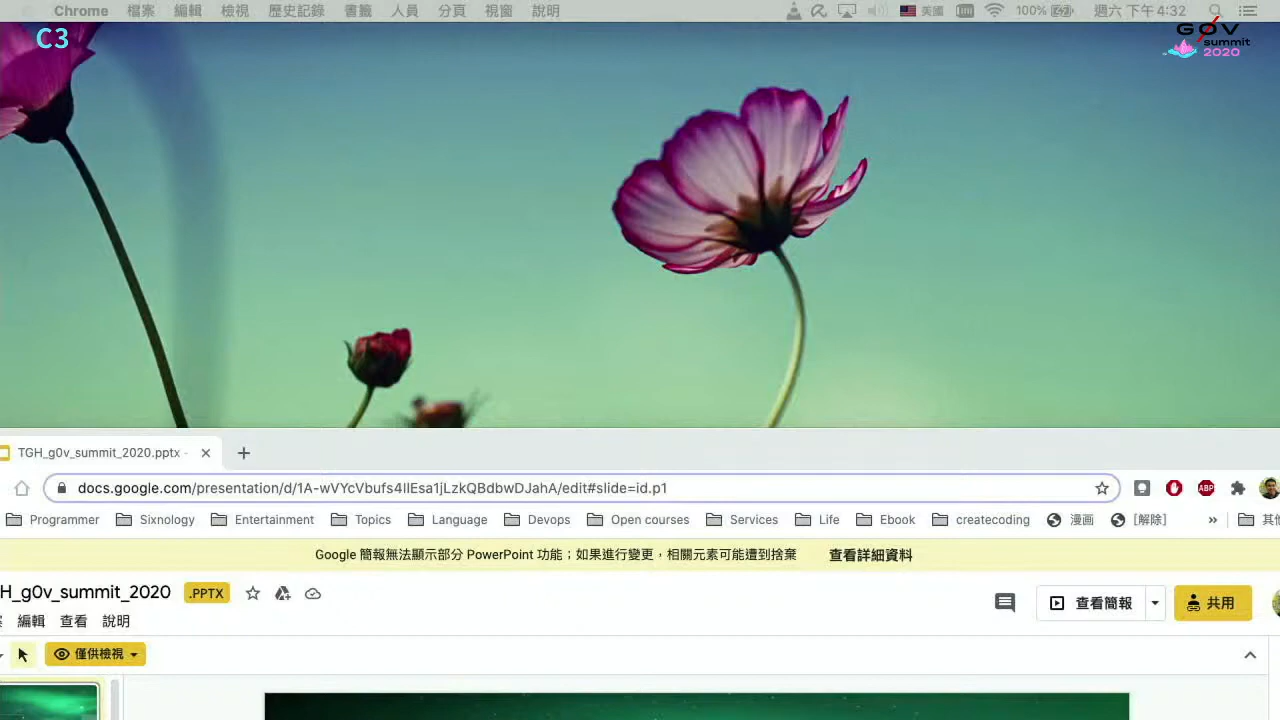 Chrome 檔案 編輯 檢視 歷史記錄 書籤 人員 分頁 視窗 說明 美國 100% 週六 下午4:32
C3
G0V
summit
2020
TGH_g0v_summit_2020.pptx -
docs.google.com/presentation/d/1A-wVYcVbufs4lIEsa1jLzkQBdbwDJahA/edit#slide=id.p1
ABP
Programmer Sixnology Entertainment Topics Language Devops Open courses Services Life Ebook createcoding 漫画 [解除] » 其他
Google 簡報無法顯示部分 PowerPoint 功能；如果進行變更，相關元素可能遭到捨棄 查看詳細資料
H_g0v_summit_2020 .PPTX
查看簡報 共用
編輯 查看 說明
僅供檢視